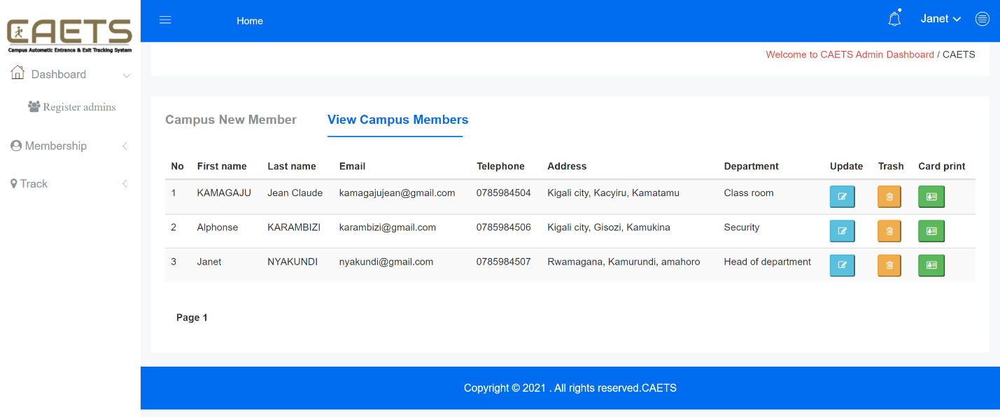 CAETS
Campus Automatic Entrance & Exit Tracking System
Home
Janet
Dashboard
Register admins
Membership
Track
Welcome to CAETS Admin Dashboard / CAETS
Campus New Member View Campus Members
No First name Last name Email Telephone Address Department Update Trash Card print
1 KAMAGAJU Jean Claude kamagajujean@gmail.com 0785984504 Kigali city, Kacyiru, Kamatamu Class room
2 Alphonse KARAMBIZI karambizi@gmail.com 0785984506 Kigali city, Gisozi, Kamukina Security
3 Janet NYAKUNDI nyakundi@gmail.com 0785984507 Rwamagana, Kamurundi, amahoro Head of department
Page 1
Copyright © 2021 . All rights reserved.CAETS